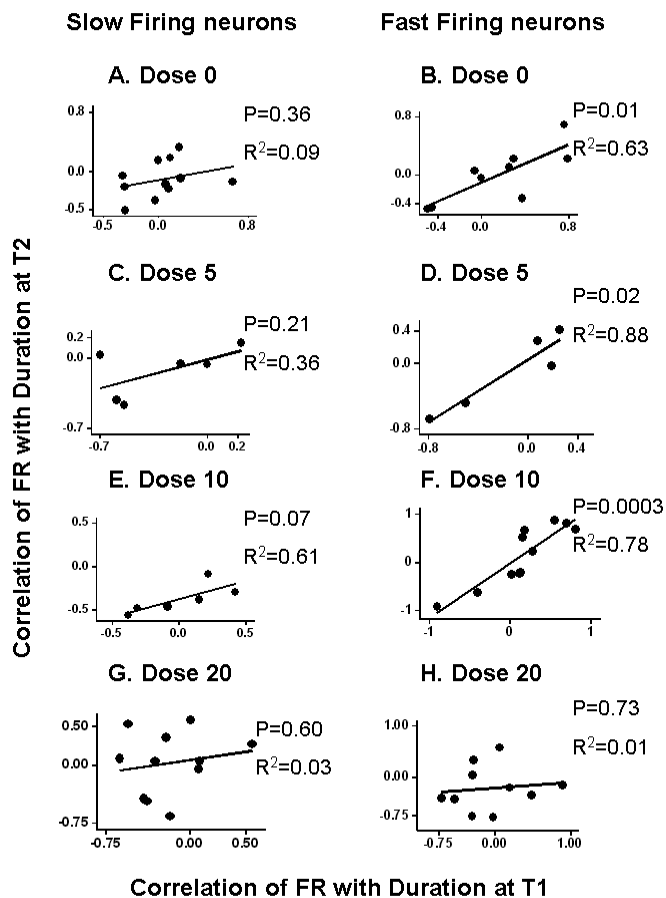 Slow Firing neurons
Fast Firing neurons
A. Dose 0
P=0.36
R²=0.09
0.8
0.0
-0.5
-0.5
0.0
0.8
B. Dose 0
P=0.01
R²=0.63
0.8
0.0
-0.4
-0.4
0.0
0.8
C. Dose 5
P=0.21
R²=0.36
0.2
0.0
-0.7
-0.7
0.0
0.2
D. Dose 5
P=0.02
R²=0.88
0.4
0.0
-0.8
-0.8
0.0
0.4
E. Dose 10
P=0.07
R²=0.61
0.5
0.0
-0.5
-0.5
0.0
0.5
F. Dose 10
P=0.0003
R²=0.78
1
0
-1
-1
0
1
G. Dose 20
P=0.60
R²=0.03
0.50
0.00
-0.75
-0.75
0.00
0.50
H. Dose 20
P=0.73
R²=0.01
1.00
0.00
-0.75
-0.75
0.00
1.00
Correlation of FR with Duration at T2
Correlation of FR with Duration at T1